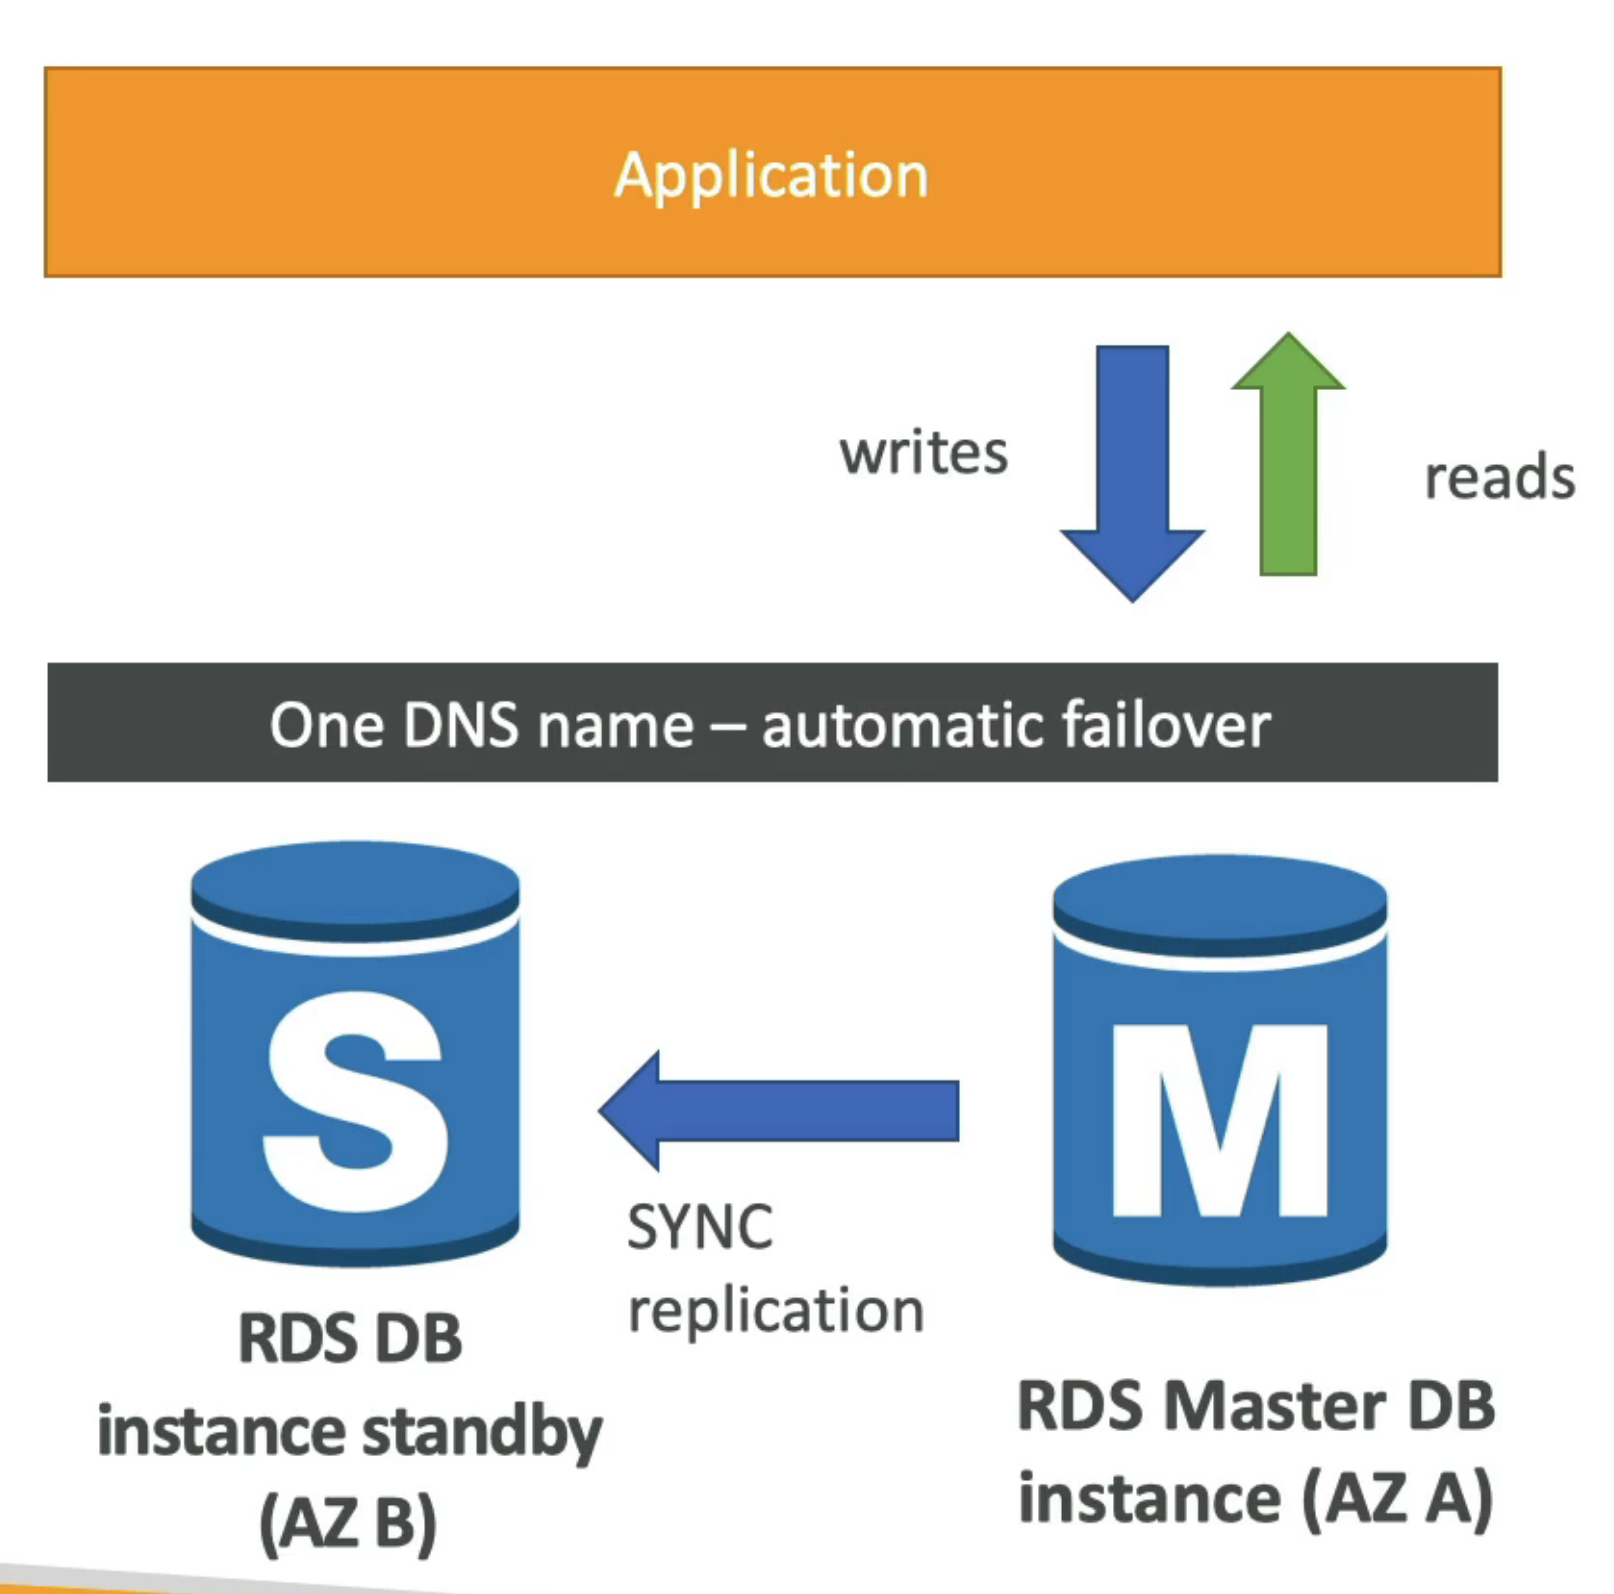 Application
writes
reads
One DNS name – automatic failover
S
M
SYNC
replication
RDS DB
instance standby
(AZ B)
RDS Master DB
instance (AZ A)